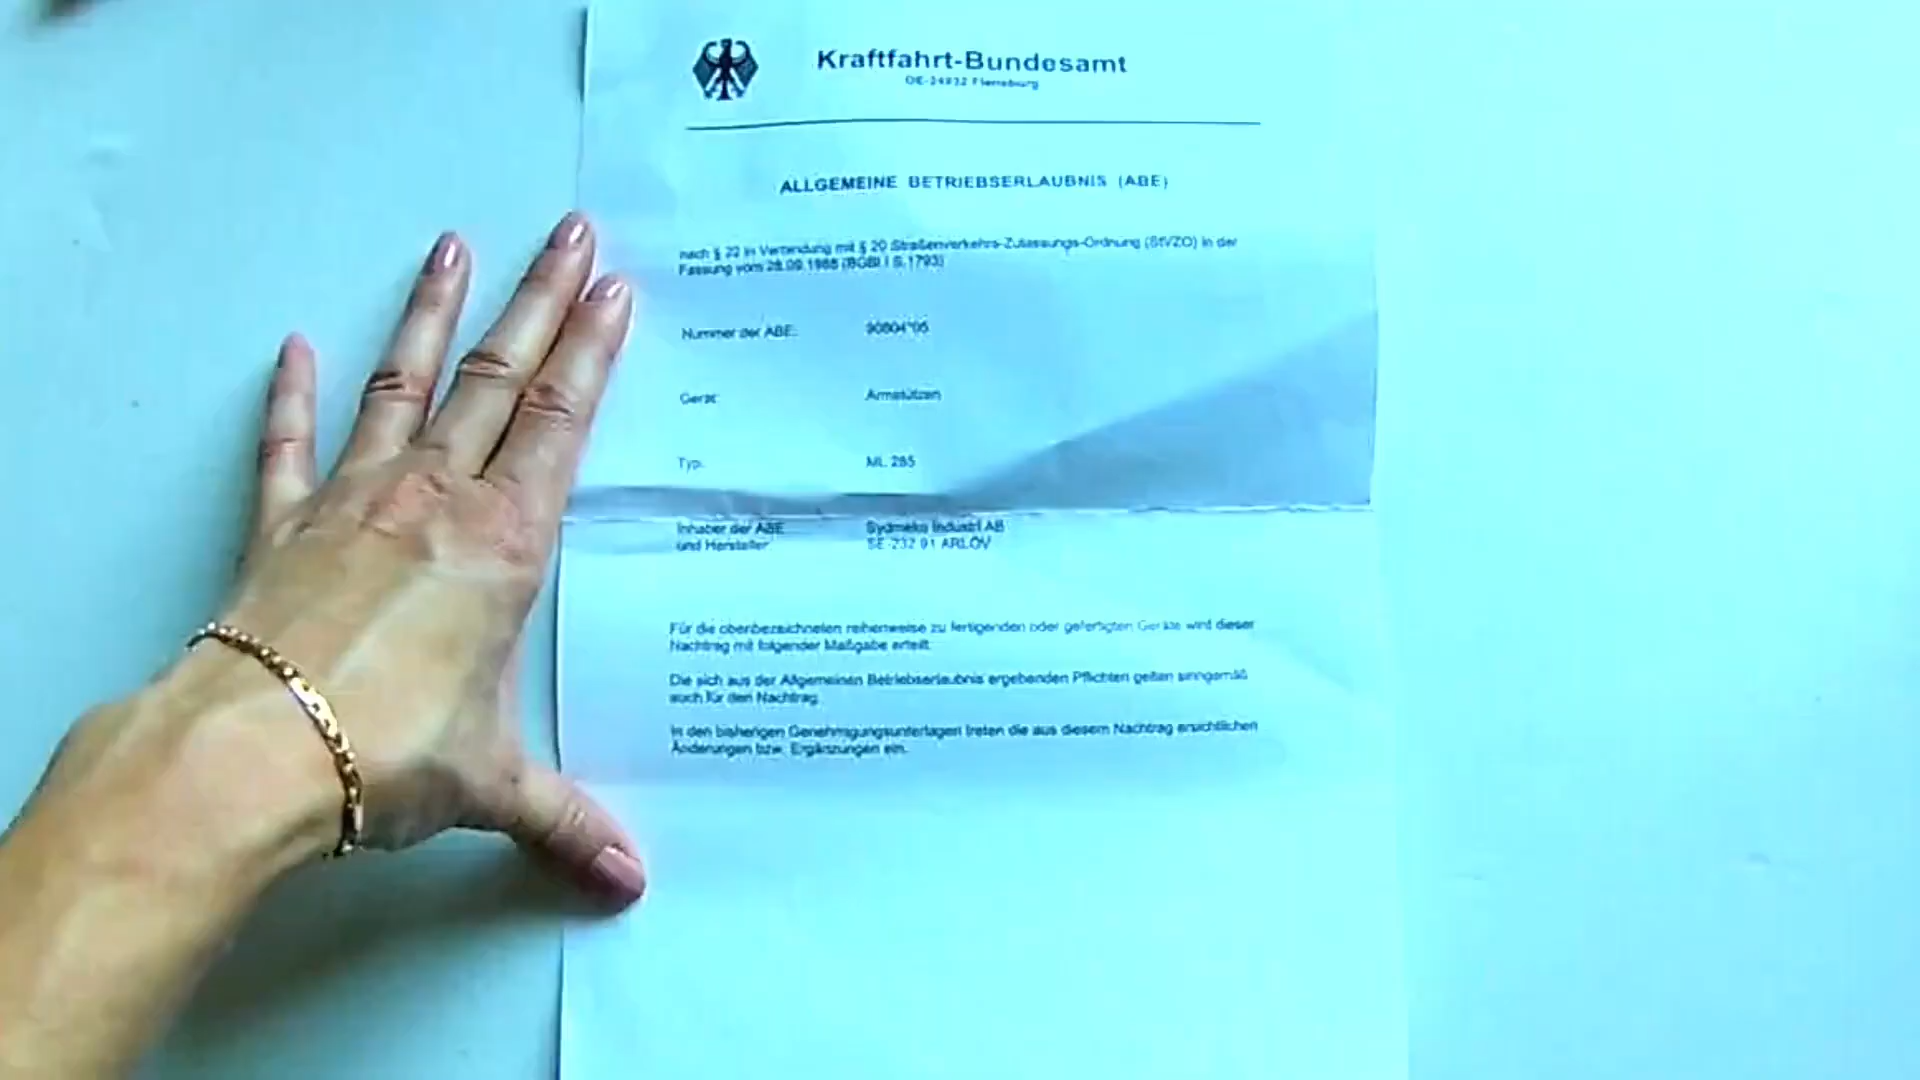 Kraftfahrt-Bundesamt
DE-24932 Flensburg
ALLGEMEINE BETRIEBSERLAUBNIS (ABE)
nach § 22 in Verbindung mit § 20 Straßenverkehrs-Zulassungs-Ordnung (StVZO) in der
Fassung vom 28.09.1988 (BGBl I S.1793)
Nummer der ABE: 90804*05
Gerät: Armstützen
Typ: ML 285
Inhaber der ABE Sydmeko Industri AB
und Hersteller SE-232 91 ARLÖV
Für die obenbezeichneten reihenweise zu fertigenden oder gefertigten Geräte wird dieser
Nachtrag mit folgender Maßgabe erteilt:
Die sich aus der Allgemeinen Betriebserlaubnis ergebenden Pflichten gelten sinngemäß
auch für den Nachtrag.
In den bisherigen Genehmigungsunterlagen treten die aus diesem Nachtrag ersichtlichen
Änderungen bzw. Ergänzungen ein.